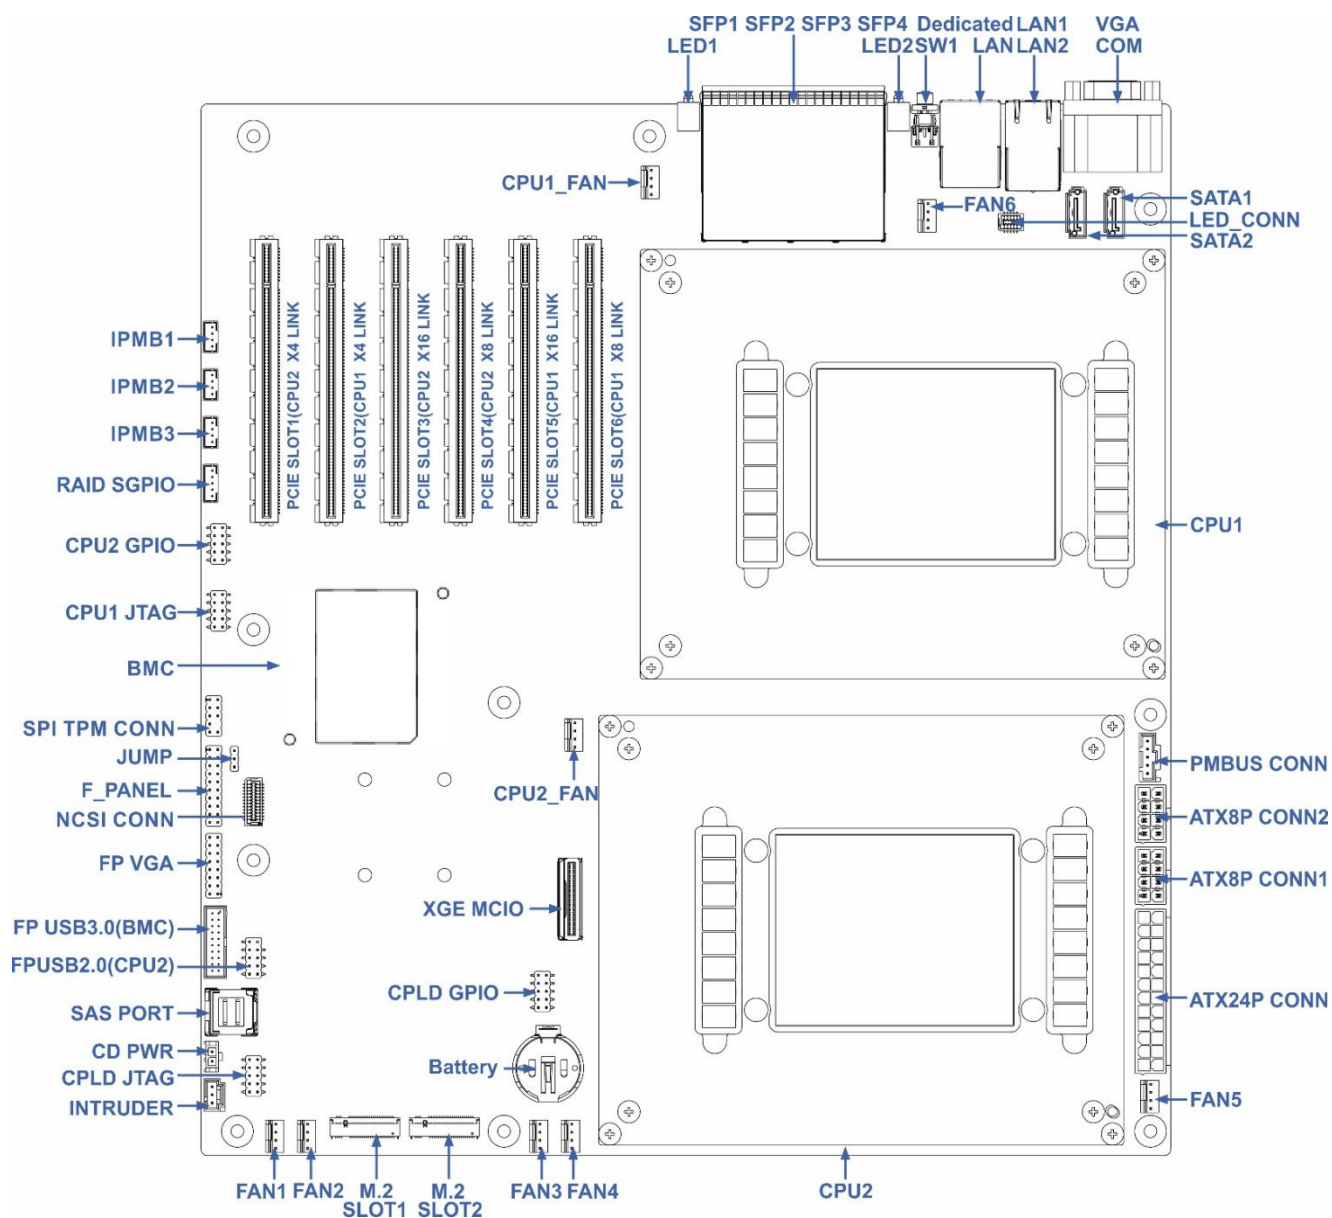 SFP1 SFP2 SFP3 SFP4 Dedicated LAN1 VGA
LED1 LED2 SW1 LAN LAN2 COM
CPU1_FAN
FAN6
SATA1
LED_CONN
SATA2
IPMB1
IPMB2
IPMB3
RAID SGPIO
CPU2 GPIO
CPU1 JTAG
BMC
SPI TPM CONN
JUMP
F_PANEL
NCSI CONN
FP VGA
FP USB3.0(BMC)
FPUSB2.0(CPU2)
SAS PORT
CD PWR
CPLD JTAG
INTRUDER
PCIE SLOT1(CPU2 X4 LINK
PCIE SLOT2(CPU1 X4 LINK
PCIE SLOT3(CPU2 X16 LINK
PCIE SLOT4(CPU2 X8 LINK
PCIE SLOT5(CPU1 X16 LINK
PCIE SLOT6(CPU1 X8 LINK
CPU1
CPU2_FAN
XGE MCIO
CPLD GPIO
Battery
PMBUS CONN
ATX8P CONN2
ATX8P CONN1
ATX24P CONN
FAN5
FAN1
FAN2
M.2
SLOT1
M.2
SLOT2
FAN3
FAN4
CPU2